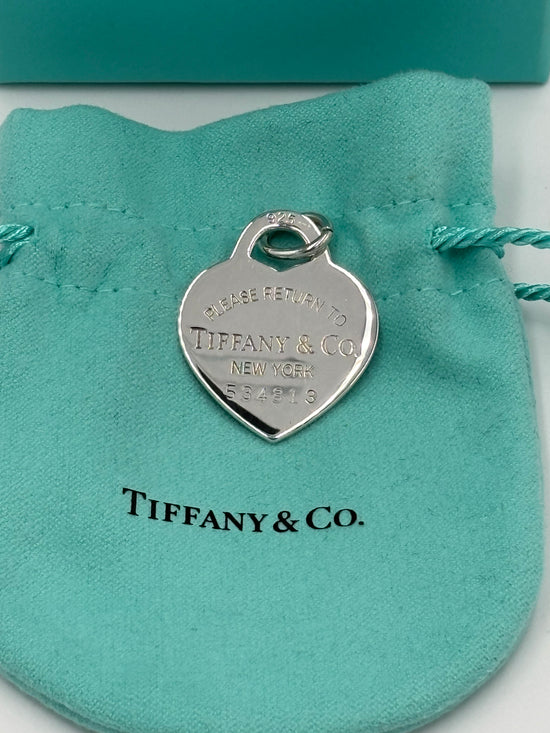 925
PLEASE RETURN TO
TIFFANY & CO.
NEW YORK
534813
TIFFANY & CO.